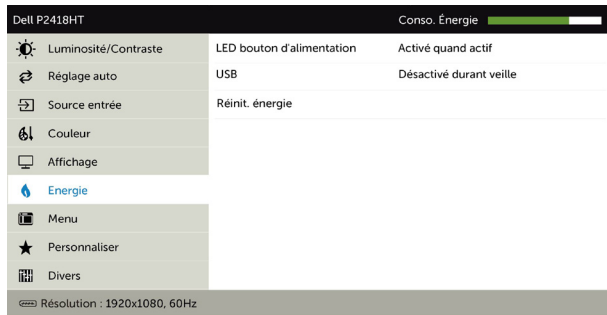 Dell P2418HT Conso. Énergie
Luminosité/Contraste LED bouton d'alimentation Activé quand actif
Réglage auto USB Désactivé durant veille
Source entrée Réinit. énergie
Couleur
Affichage
Energie
Menu
Personnaliser
Divers
Résolution : 1920x1080, 60Hz